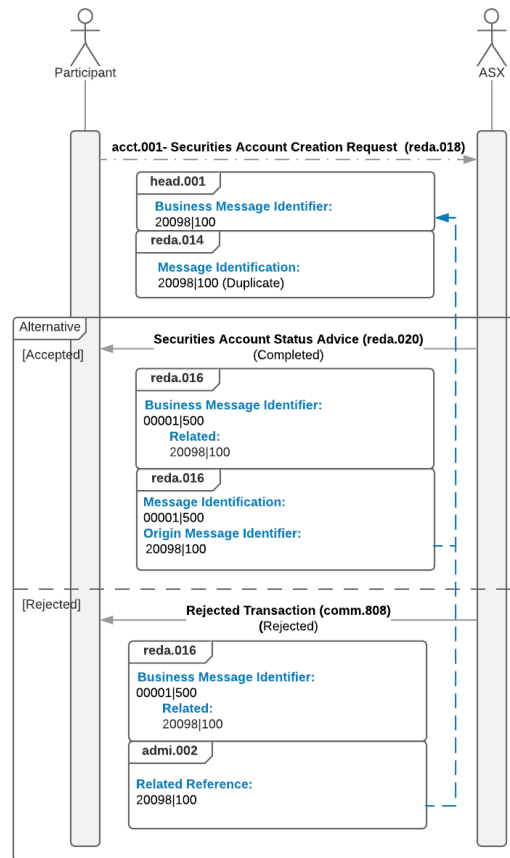 Participant
ASX
acct.001- Securities Account Creation Request (reda.018)
head.001
Business Message Identifier:
20098|100
reda.014
Message Identification:
20098|100 (Duplicate)
Alternative
[Accepted]
Securities Account Status Advice (reda.020)
(Completed)
reda.016
Business Message Identifier:
00001|500
Related:
20098|100
reda.016
Message Identification:
00001|500
Origin Message Identifier:
20098|100
[Rejected]
Rejected Transaction (comm.808)
(Rejected)
reda.016
Business Message Identifier:
00001|500
Related:
20098|100
admi.002
Related Reference:
20098|100